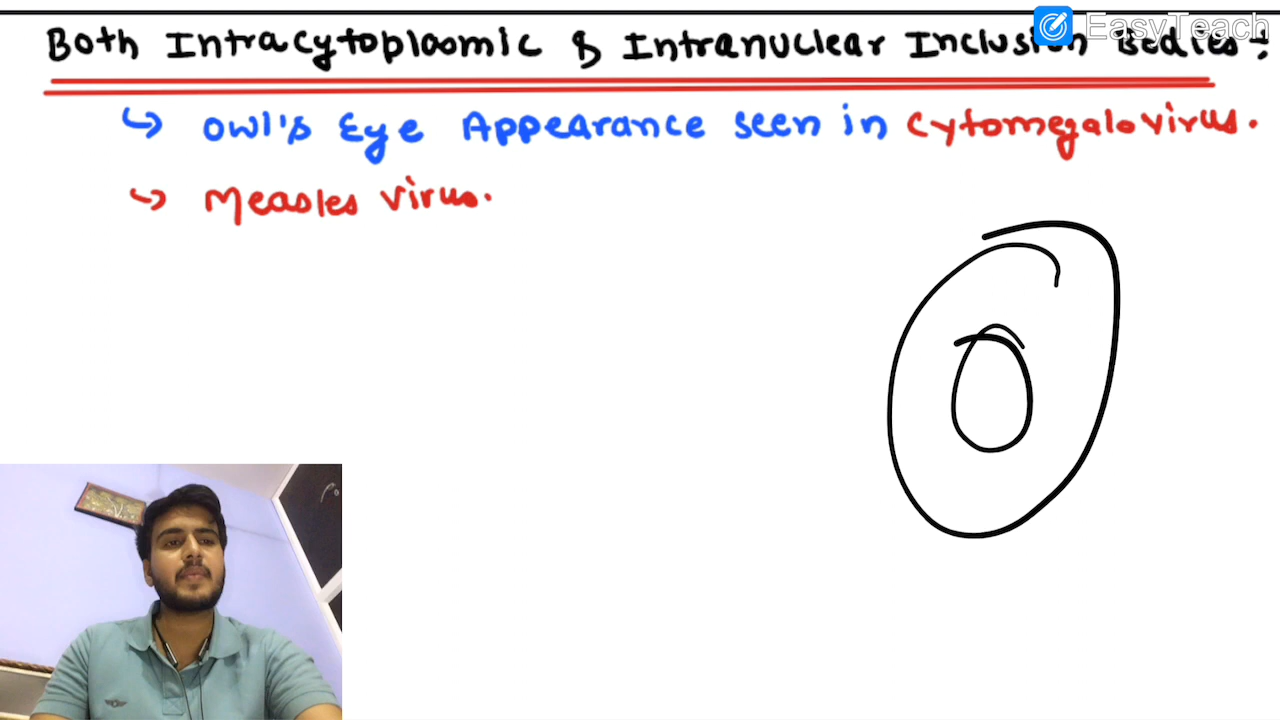 Both Intracytoplasmic & Intranuclear Inclusion Bodies :-
EasyTeach
↳ Owl's Eye Appearance seen in Cytomegalovirus.
↳ Measles virus.